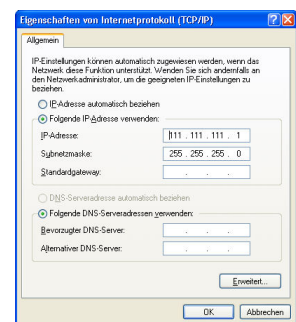 Eigenschaften von Internetprotokoll (TCP/IP)
Allgemein
IP-Einstellungen können automatisch zugewiesen werden, wenn das
Netzwerk diese Funktion unterstützt. Wenden Sie sich andernfalls an
den Netzwerkadministrator, um die geeigneten IP-Einstellungen zu
beziehen.
IP-Adresse automatisch beziehen
Folgende IP-Adresse verwenden:
IP-Adresse: 111 . 111 . 111 . 1
Subnetzmaske: 255 . 255 . 255 . 0
Standardgateway: . . .
DNS-Serveradresse automatisch beziehen
Folgende DNS-Serveradressen verwenden:
Bevorzugter DNS-Server: . . .
Alternativer DNS-Server: . . .
Erweitert...
OK Abbrechen